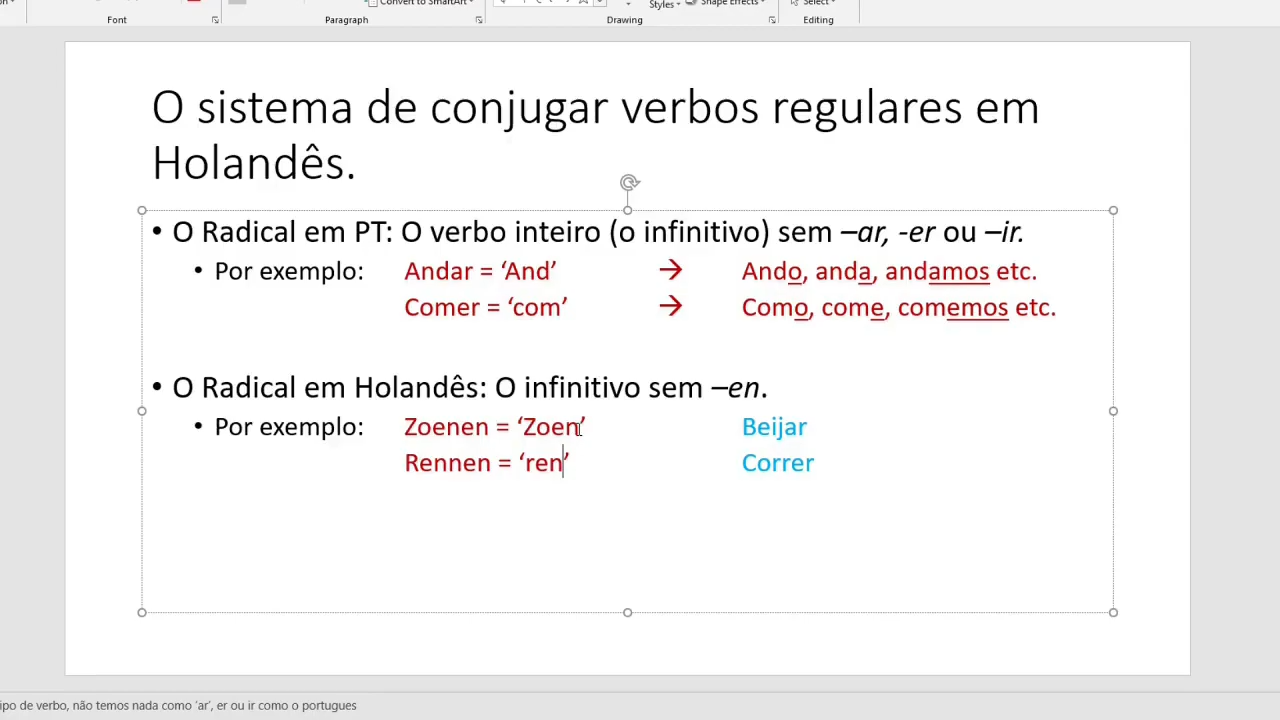 Convert to SmartArt
Styles
Shape Effects
Select
Font
Paragraph
Drawing
Editing
O sistema de conjugar verbos regulares em
Holandês.
• O Radical em PT: O verbo inteiro (o infinitivo) sem –ar, -er ou –ir.
• Por exemplo: Andar = ‘And’ → Ando, anda, andamos etc.
Comer = ‘com’ → Como, come, comemos etc.
• O Radical em Holandês: O infinitivo sem –en.
• Por exemplo: Zoenen = ‘Zoen’ Beijar
Rennen = ‘ren’ Correr
ipo de verbo, não temos nada como ‘ar’, er ou ir como o portugues